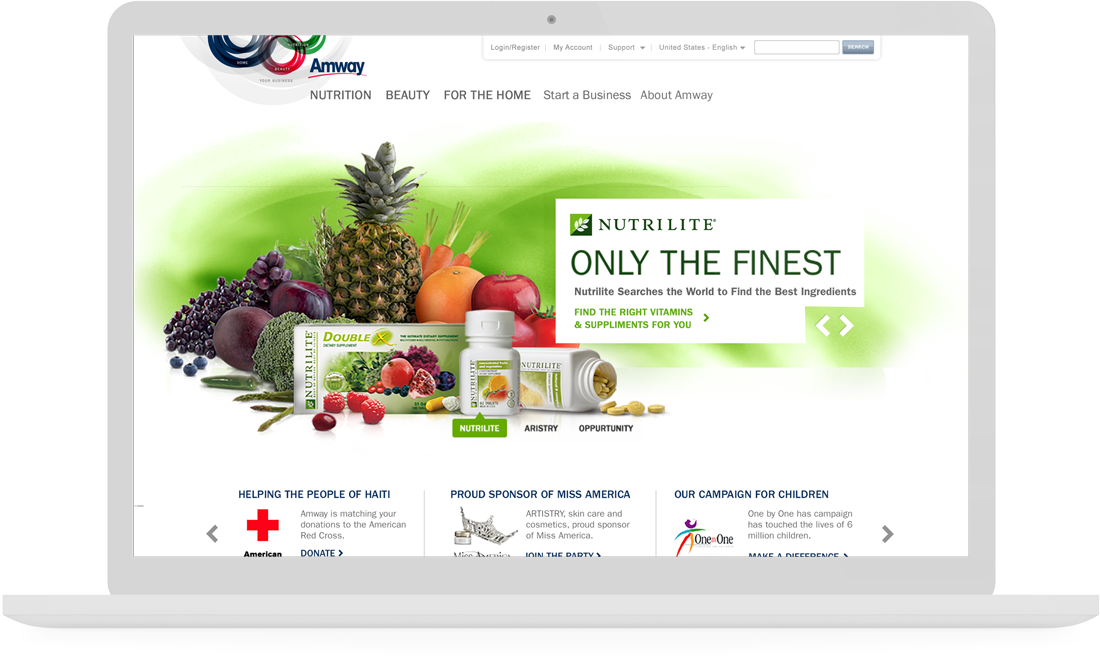 NUTRITION
HOME
BEAUTY
YOUR BUSINESS
Amway
Login/Register My Account Support United States - English SEARCH
NUTRITION BEAUTY FOR THE HOME Start a Business About Amway
NUTRILITE®
ONLY THE FINEST
Nutrilite Searches the World to Find the Best Ingredients
FIND THE RIGHT VITAMINS
& SUPPLIMENTS FOR YOU
NUTRILITE
DOUBLE X
DIETARY SUPPLEMENT
NUTRILITE
NUTRILITE
NUTRILITE ARISTRY OPPURTUNITY
HELPING THE PEOPLE OF HAITI
Amway is matching your
donations to the American
Red Cross.
American
DONATE
PROUD SPONSOR OF MISS AMERICA
ARTISTRY, skin care and
cosmetics, proud sponsor
of Miss America.
Miss America
JOIN THE PARTY
OUR CAMPAIGN FOR CHILDREN
One by One has campaign
has touched the lives of 6
million children.
One by One
MAKE A DIFFERENCE